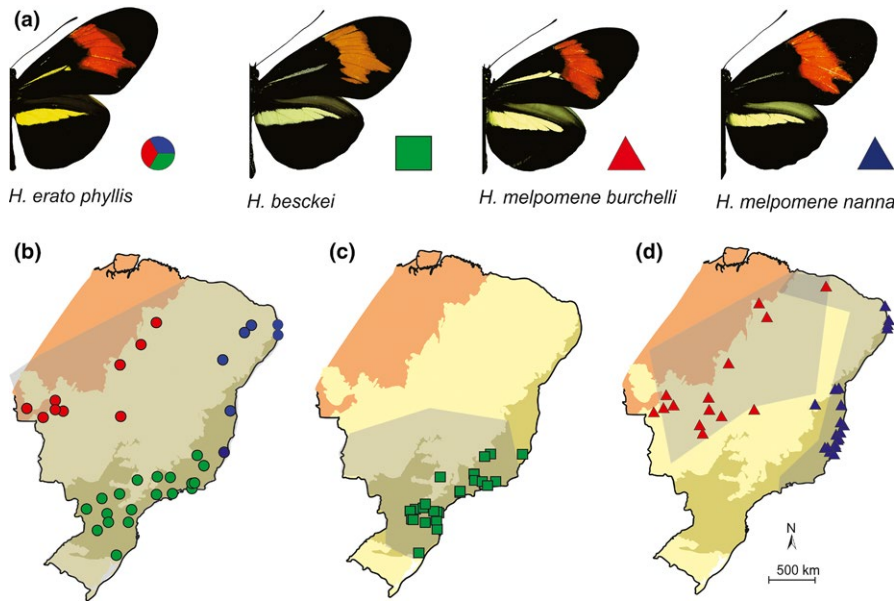 (a)
H. erato phyllis
H. besckei
H. melpomene burchelli
H. melpomene nanna
(b)
(c)
(d)
N
500 km